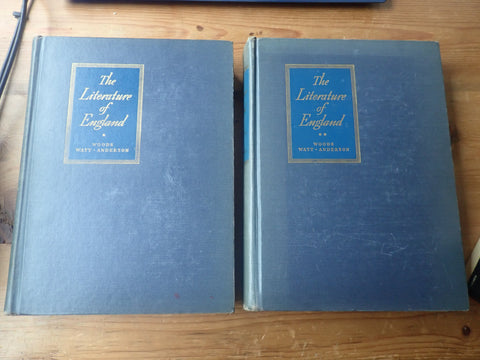 The
Literature
of
England
*
WOODS
WATT • ANDERSON
The
Literature
of
England
**
WOODS
WATT • ANDERSON